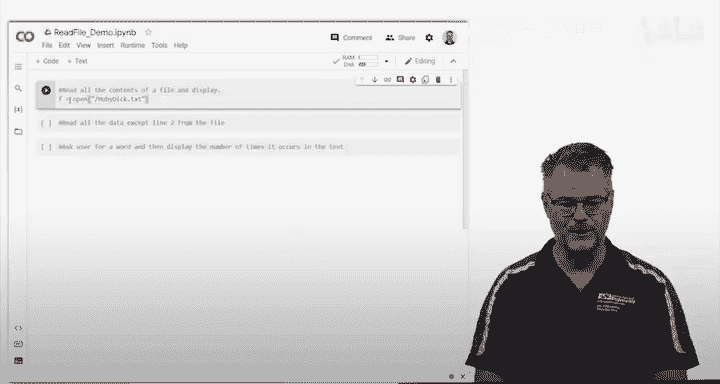 ReadFile_Demo.ipynb
Comment
Share
File Edit View Insert Runtime Tools Help
+ Code + Text
RAM
Disk
Editing
#Read all the contents of a file and display.
f =open("/MobyDick.txt")
[ ] #Read all the data except line 2 from the file
[ ] #Ask user for a word and then display the number of times it occurs in the text